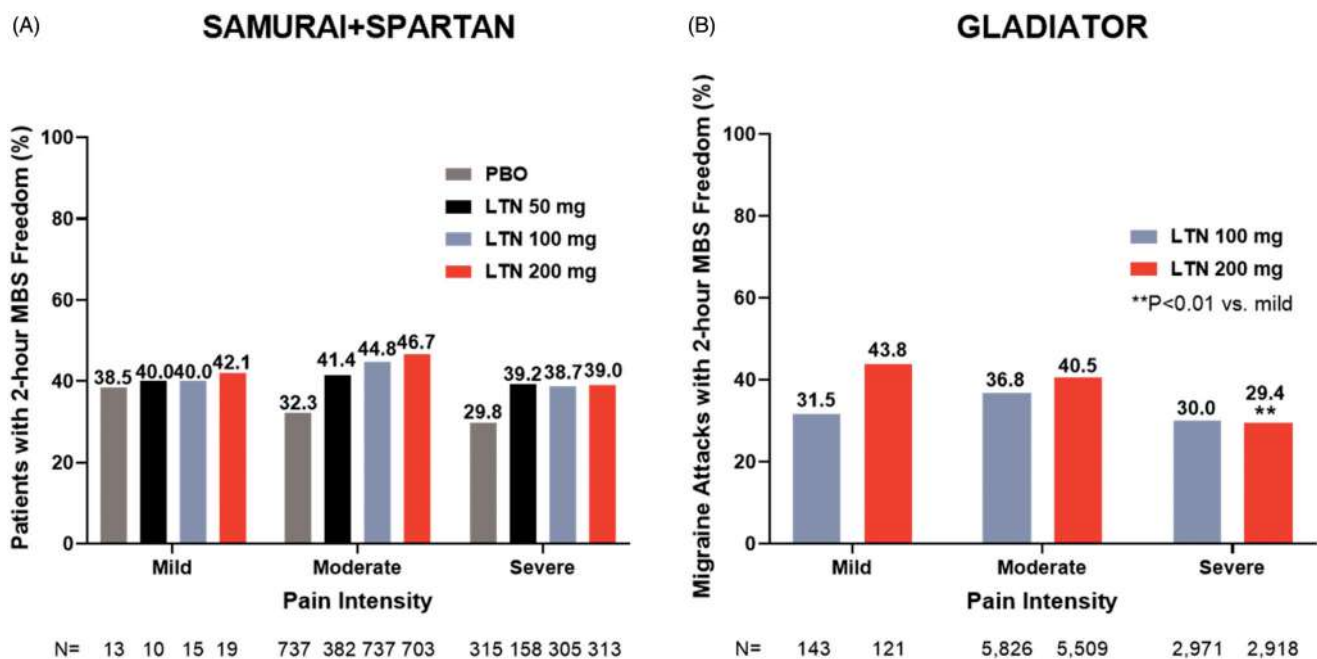 (A) SAMURAI+SPARTAN
Patients with 2-hour MBS Freedom (%)
100
80
60
40
20
0
PBO
LTN 50 mg
LTN 100 mg
LTN 200 mg
38.5 40.0 40.0 42.1
32.3 41.4 44.8 46.7
29.8 39.2 38.7 39.0
Mild Moderate Severe
Pain Intensity
N= 13 10 15 19 737 382 737 703 315 158 305 313
(B) GLADIATOR
Migraine Attacks with 2-hour MBS Freedom (%)
100
80
60
40
20
0
LTN 100 mg
LTN 200 mg
**P<0.01 vs. mild
31.5 43.8
36.8 40.5
30.0 29.4
**
Mild Moderate Severe
Pain Intensity
N= 143 121 5,826 5,509 2,971 2,918